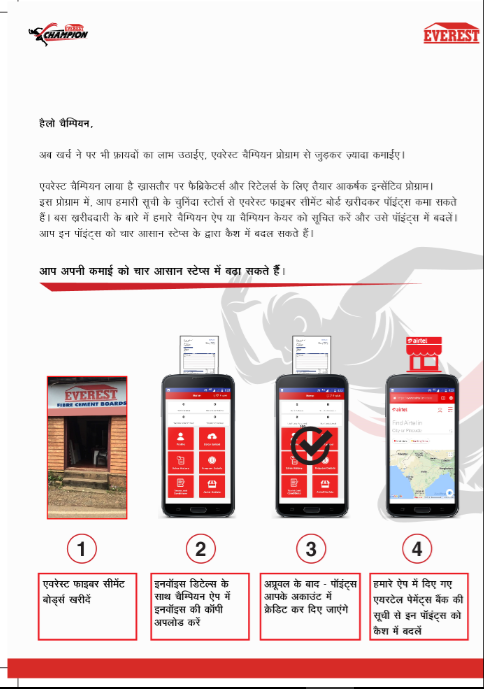 EVEREST
CHAMPION
EVEREST
हैलो चैम्पियन,
अब खर्च ने पर भी फ़ायदों का लाभ उठाईए, एवरेस्ट चैम्पियन प्रोग्राम से जुड़कर ज़्यादा कमाईए।
एवरेस्ट चैम्पियन लाया है ख़ासतौर पर फैब्रिकेटर्स और रिटेलर्स के लिए तैयार आकर्षक इन्सेंटिव प्रोग्राम।
इस प्रोग्राम में, आप हमारी सूची के चुनिंदा स्टोर्स से एवरेस्ट फाइबर सीमेंट बोर्ड ख़रीदकर पॉइंट्स कमा सकते
हैं। बस ख़रीददारी के बारे में हमारे चैम्पियन ऐप या चैम्पियन केयर को सूचित करें और उसे पॉइंट्स में बदलें।
आप इन पॉइंट्स को चार आसान स्टेप्स के द्वारा कैश में बदल सकते हैं।
आप अपनी कमाई को चार आसान स्टेप्स में बढ़ा सकते हैं।
airtel
EVEREST
FIBRE CEMENT BOARDS
airtel
1
2
3
4
एवरेस्ट फाइबर सीमेंट
बोर्ड्स खरीदें
इनवॉइस डिटेल्स के
साथ चैम्पियन ऐप में
इनवॉइस की कॉपी
अपलोड करें
अप्रूवल के बाद - पॉइंट्स
आपके अकाउंट में
क्रेडिट कर दिए जाएंगे
हमारे ऐप में दिए गए
एयरटेल पेमेंट्स बैंक की
सूची से इन पॉइंट्स को
कैश में बदलें